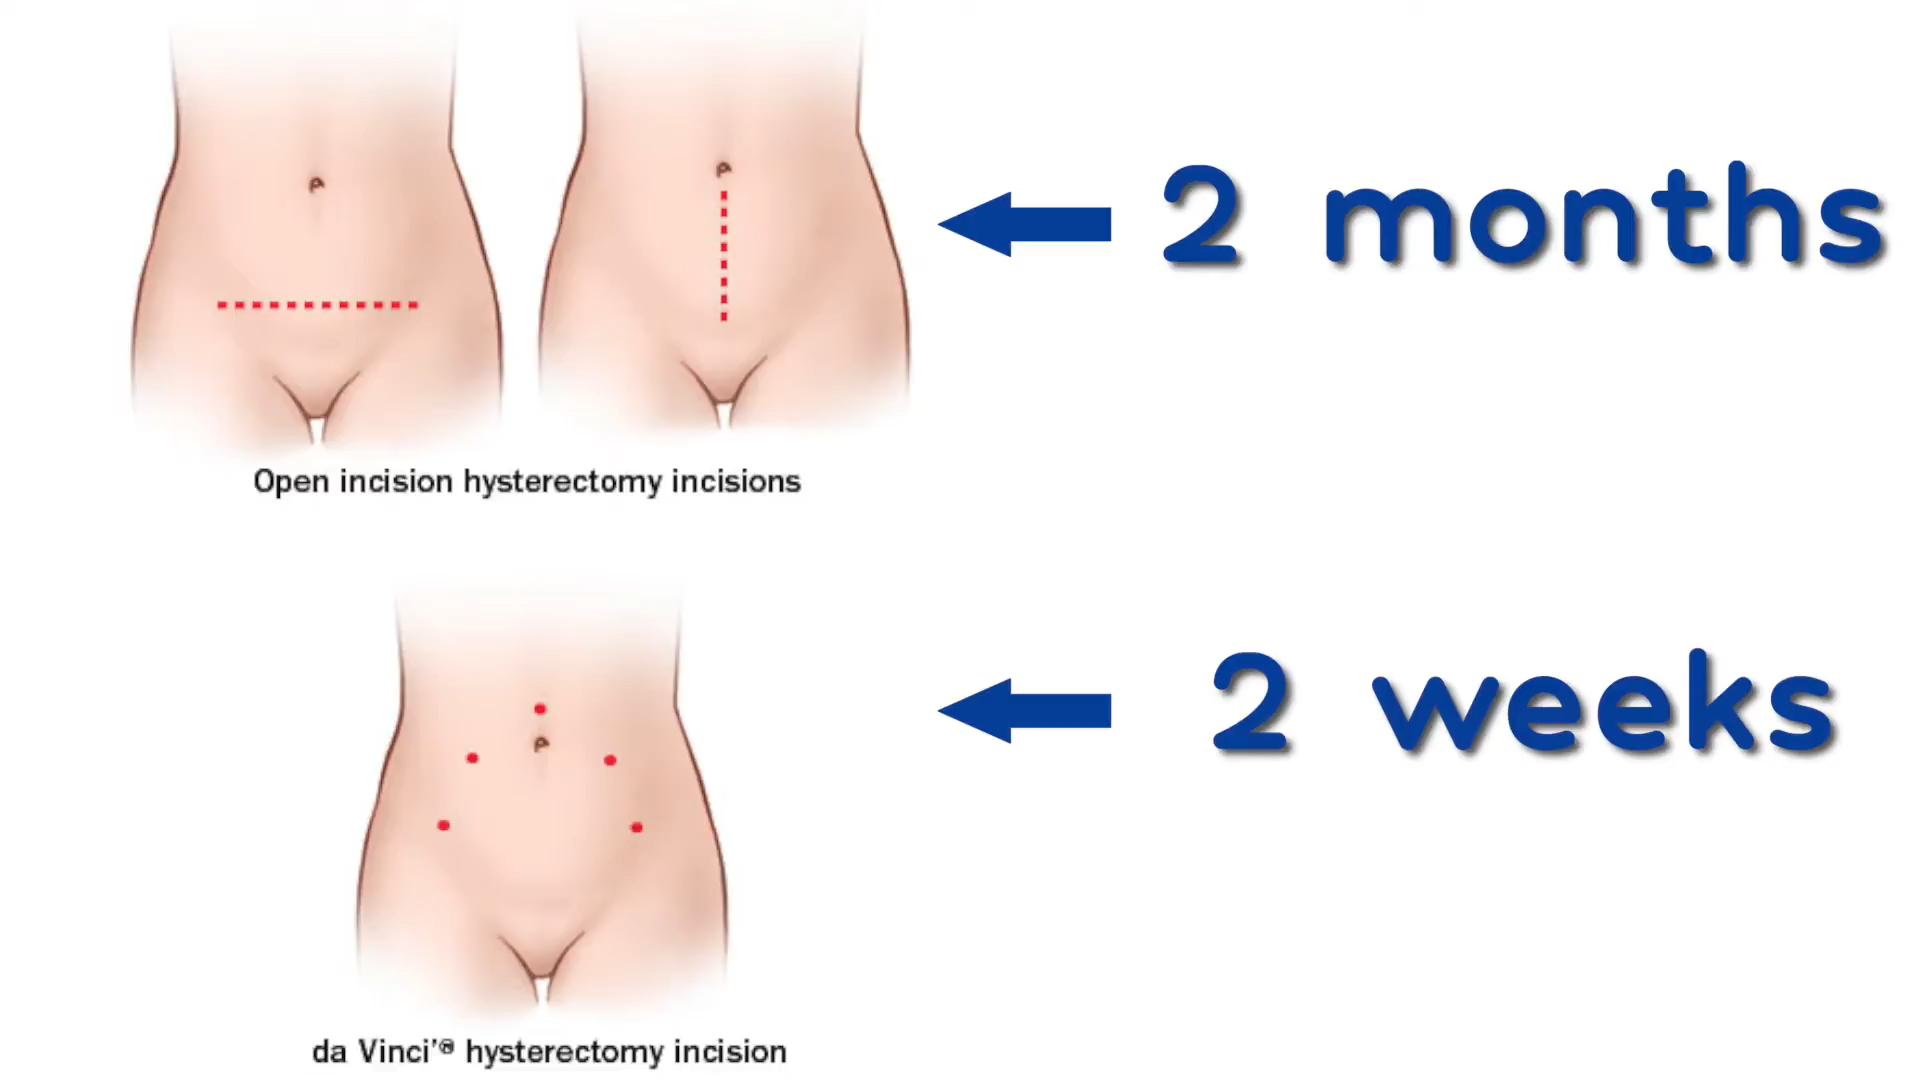 2 months
Open incision hysterectomy incisions
2 weeks
da Vinci'® hysterectomy incision